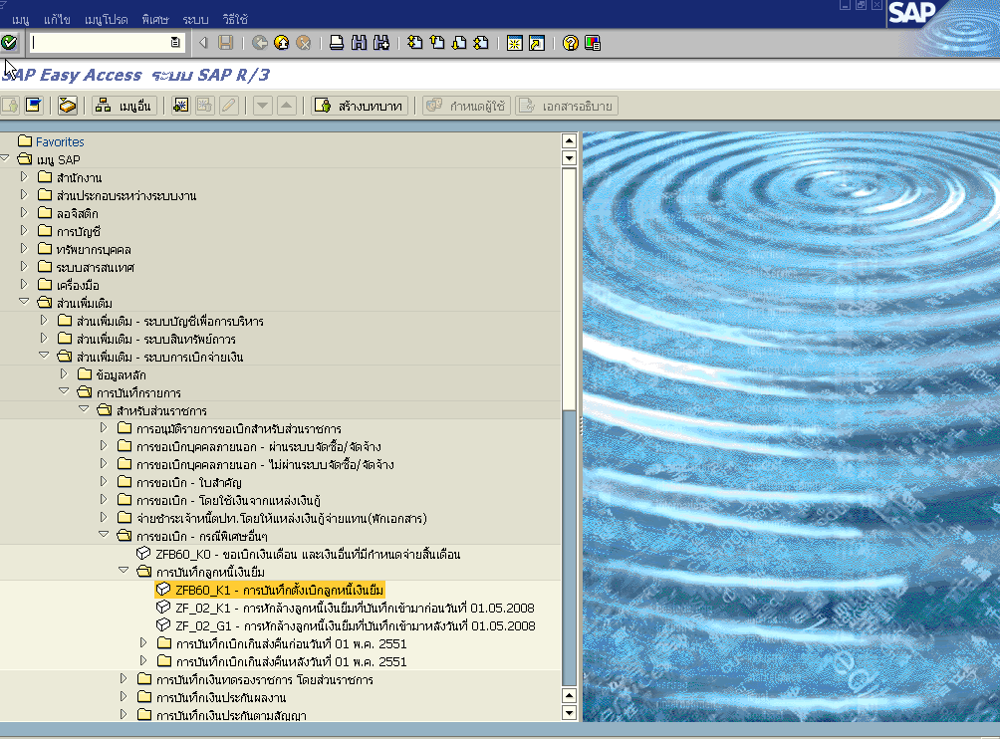 เมนู แก้ไข เมนูโปรด พิเศษ ระบบ วิธีใช้
SAP
SAP Easy Access ระบบ SAP R/3
เมนูอื่น สร้างบทบาท กำหนดผู้ใช้ เอกสารอธิบาย
Favorites
เมนู SAP
สำนักงาน
ส่วนประกอบระหว่างระบบงาน
ลอจิสติก
การบัญชี
ทรัพยากรบุคคล
ระบบสารสนเทศ
เครื่องมือ
ส่วนเพิ่มเติม
ส่วนเพิ่มเติม - ระบบบัญชีเพื่อการบริหาร
ส่วนเพิ่มเติม - ระบบสินทรัพย์ถาวร
ส่วนเพิ่มเติม - ระบบการเบิกจ่ายเงิน
ข้อมูลหลัก
การบันทึกรายการ
สำหรับส่วนราชการ
การอนุมัติรายการขอเบิกสำหรับส่วนราชการ
การขอเบิกบุคคลภายนอก - ผ่านระบบจัดซื้อ/จัดจ้าง
การขอเบิกบุคคลภายนอก - ไม่ผ่านระบบจัดซื้อ/จัดจ้าง
การขอเบิก - ใบสำคัญ
การขอเบิก - โดยใช้เงินจากแหล่งเงินกู้
จ่ายชำระเจ้าหนี้ตปท.โดยให้แหล่งเงินกู้จ่ายแทน(พักเอกสาร)
การขอเบิก - กรณีพิเศษอื่นๆ
ZFB60_K0 - ขอเบิกเงินเดือน และเงินอื่นที่มีกำหนดจ่ายสิ้นเดือน
การบันทึกลูกหนี้เงินยืม
ZFB60_K1 - การบันทึกตั้งเบิกลูกหนี้เงินยืม
ZF_02_K1 - การหักล้างลูกหนี้เงินยืมที่บันทึกเข้ามาก่อนวันที่ 01.05.2008
ZF_02_G1 - การหักล้างลูกหนี้เงินยืมที่บันทึกเข้ามาหลังวันที่ 01.05.2008
การบันทึกเบิกเกินส่งคืนก่อนวันที่ 01 พ.ค. 2551
การบันทึกเบิกเกินส่งคืนหลังวันที่ 01 พ.ค. 2551
การบันทึกเงินทดรองราชการ โดยส่วนราชการ
การบันทึกเงินประกันผลงาน
การบันทึกเงินประกันตามสัญญา